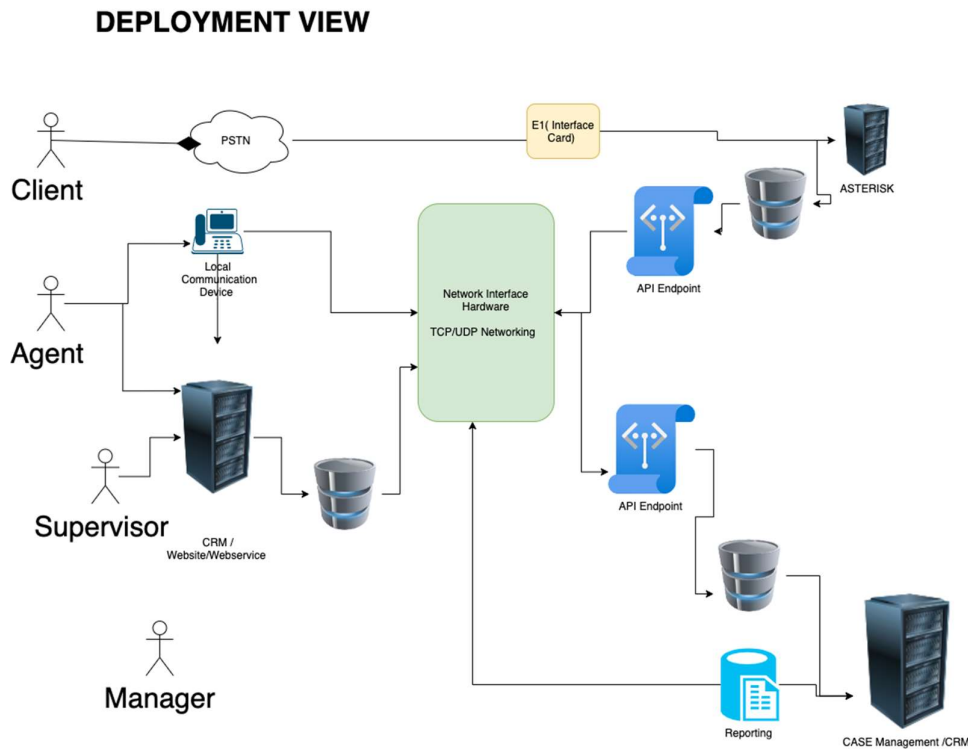 DEPLOYMENT VIEW
Client
PSTN
E1( Interface
Card)
ASTERISK
Local
Communication
Device
API Endpoint
Agent
Network Interface
Hardware
TCP/UDP Networking
Supervisor
CRM /
Website/Webservice
API Endpoint
Manager
Reporting
CASE Management /CRM